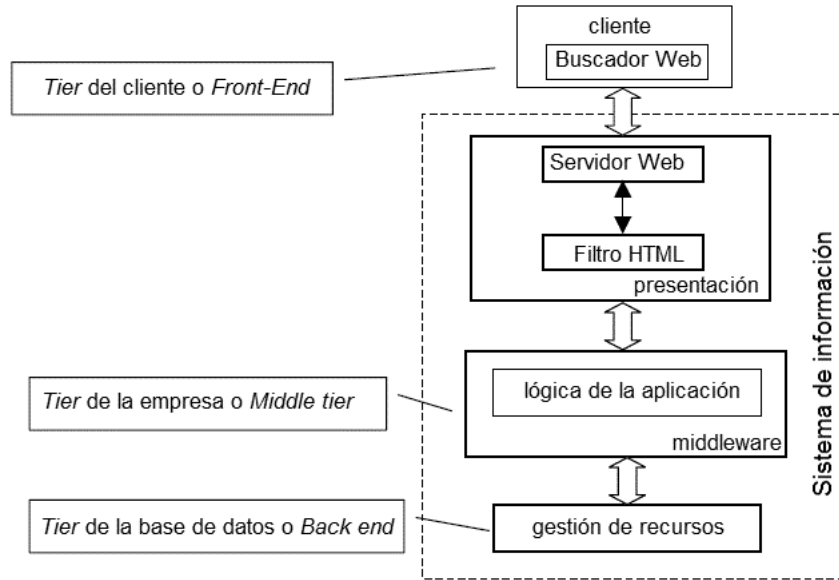 cliente
Buscador Web
Tier del cliente o Front-End
Servidor Web
Filtro HTML
presentación
Sistema de información
lógica de la aplicación
Tier de la empresa o Middle tier
middleware
Tier de la base de datos o Back end
gestión de recursos